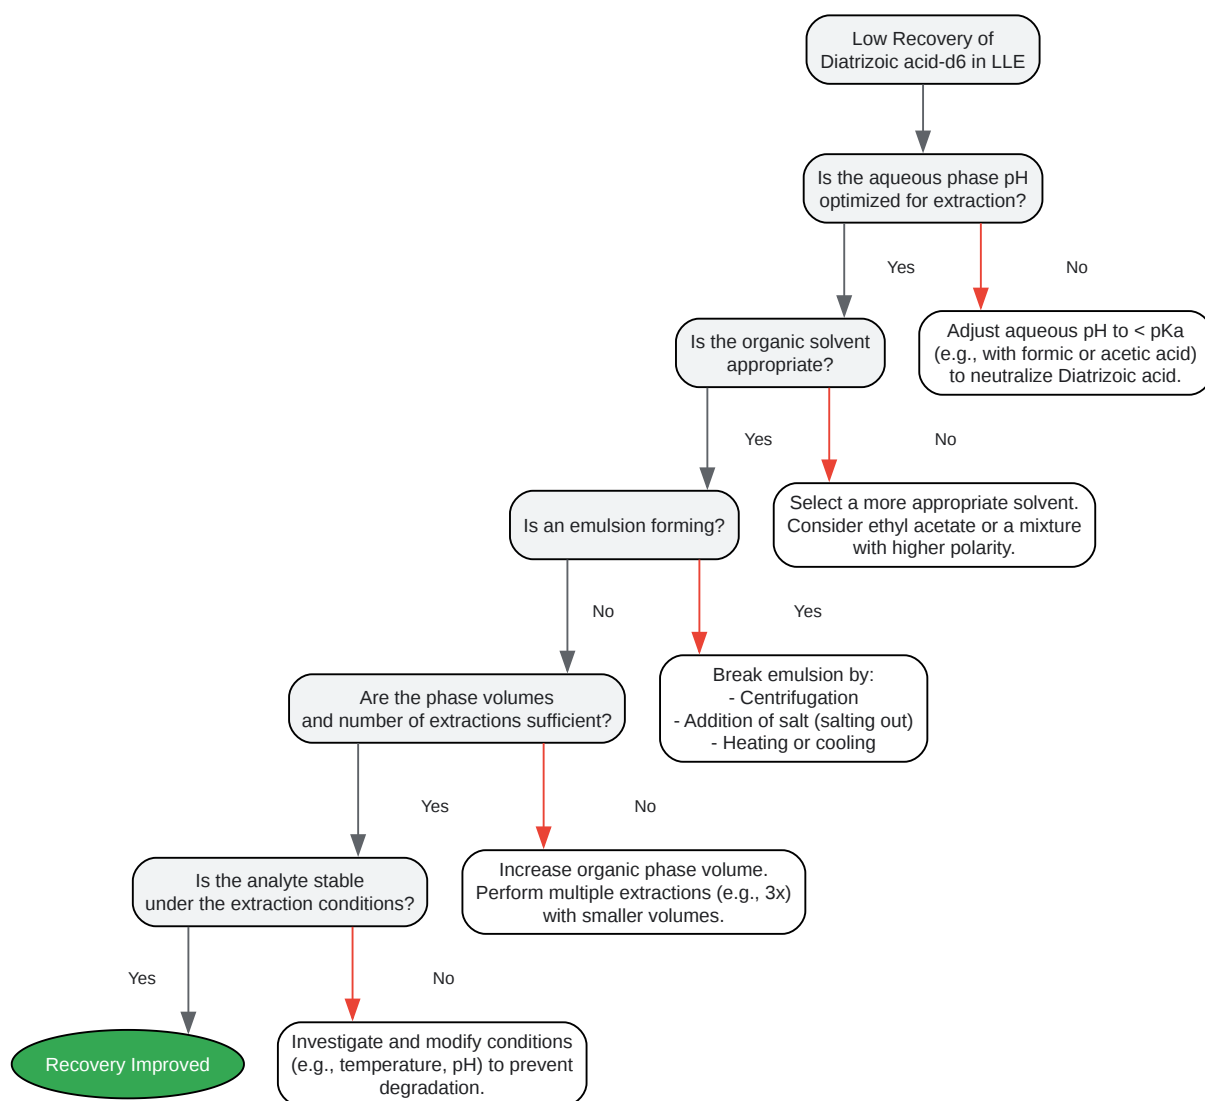 Low Recovery of
Diatrizoic acid-d6 in LLE
Is the aqueous phase pH
optimized for extraction?
Yes
No
Is the organic solvent
appropriate?
Adjust aqueous pH to < pKa
(e.g., with formic or acetic acid)
to neutralize Diatrizoic acid.
Yes
No
Is an emulsion forming?
Select a more appropriate solvent.
Consider ethyl acetate or a mixture
with higher polarity.
No
Yes
Are the phase volumes
and number of extractions sufficient?
Break emulsion by:
- Centrifugation
- Addition of salt (salting out)
- Heating or cooling
Yes
No
Is the analyte stable
under the extraction conditions?
Increase organic phase volume.
Perform multiple extractions (e.g., 3x)
with smaller volumes.
Yes
No
Recovery Improved
Investigate and modify conditions
(e.g., temperature, pH) to prevent
degradation.